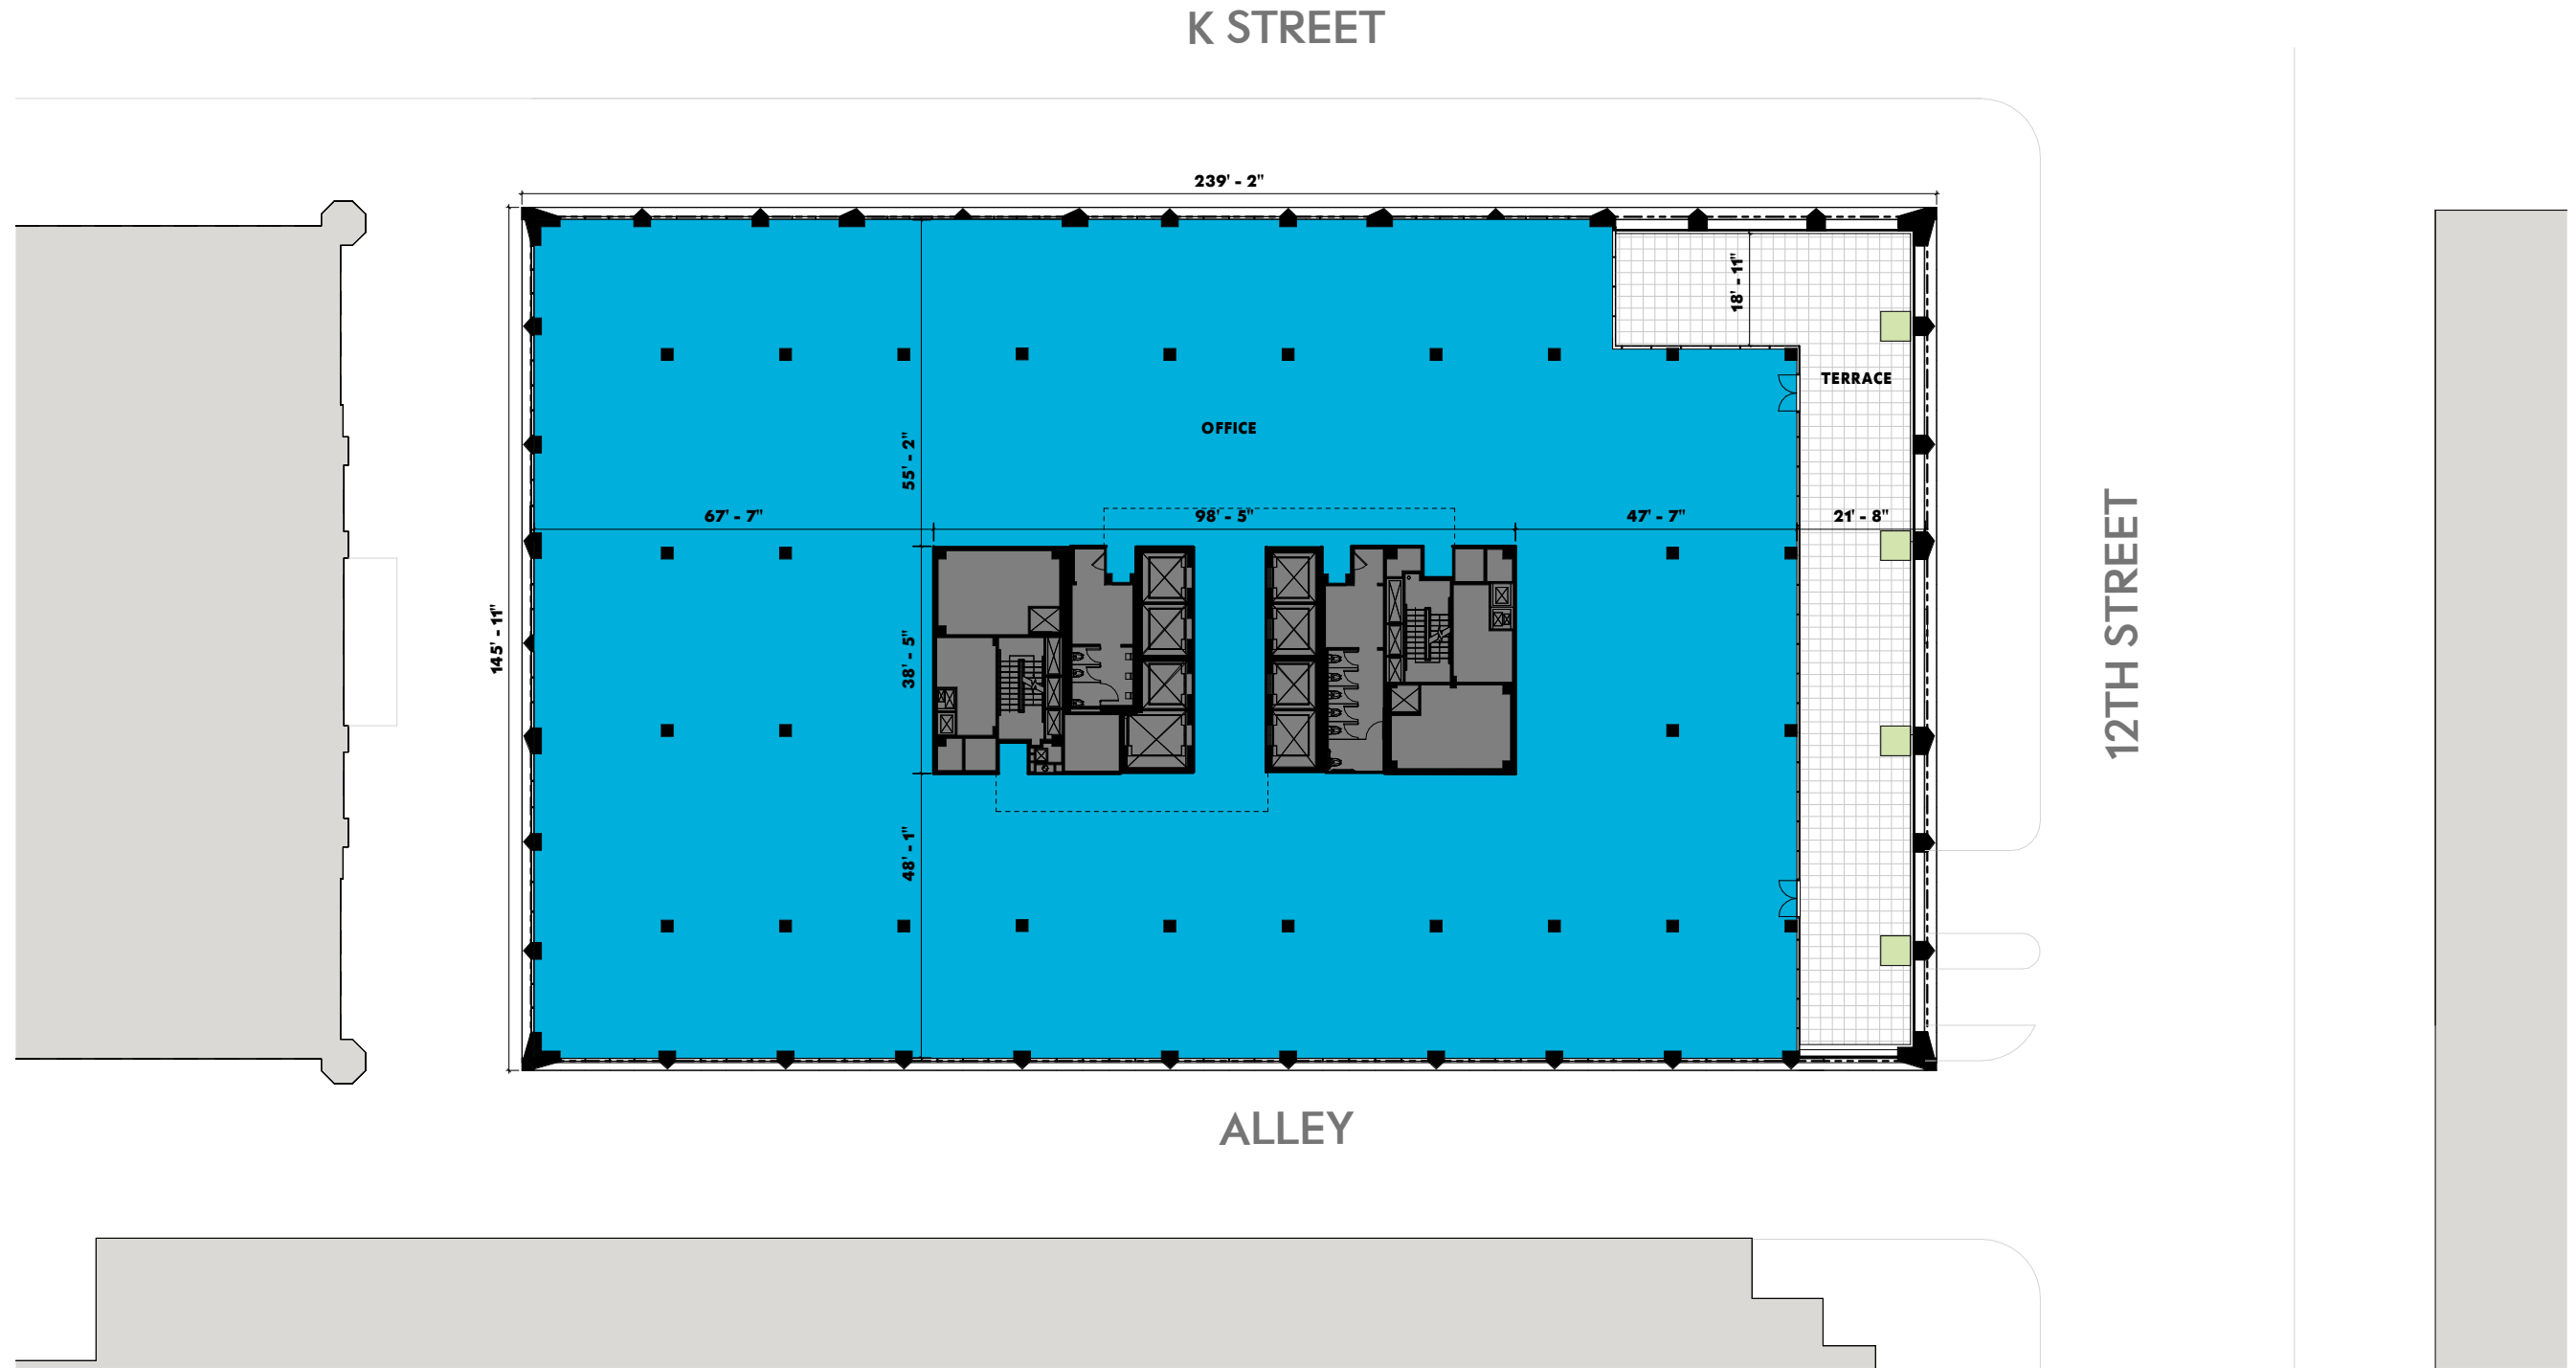 K STREET
239' - 2"
18' - 11"
TERRACE
OFFICE
55' - 2"
67' - 7"
98' - 5"
47' - 7"
21' - 8"
145' - 11"
38' - 5"
12TH STREET
48' - 1"
ALLEY